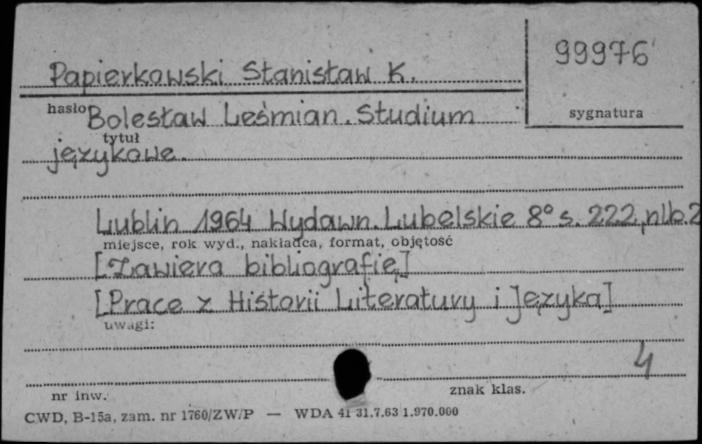 99976
Papierkowski Stanisław K.
hasło
sygnatura
Bolesław Leśmian. Studium
tytuł
językowe.
Lublin 1964 Wydawn. Lubelskie 8° s. 222, nlb. 2
miejsce, rok wyd., nakładca, format, objętość
[Zawiera bibliografię]
[Prace z Historii Literatury i Języka]
uwagi:
4
nr inw.
znak klas.
CWD, B-15a, zam. nr 1760/ZW/P — WDA 41 31.7.63 1.970.000